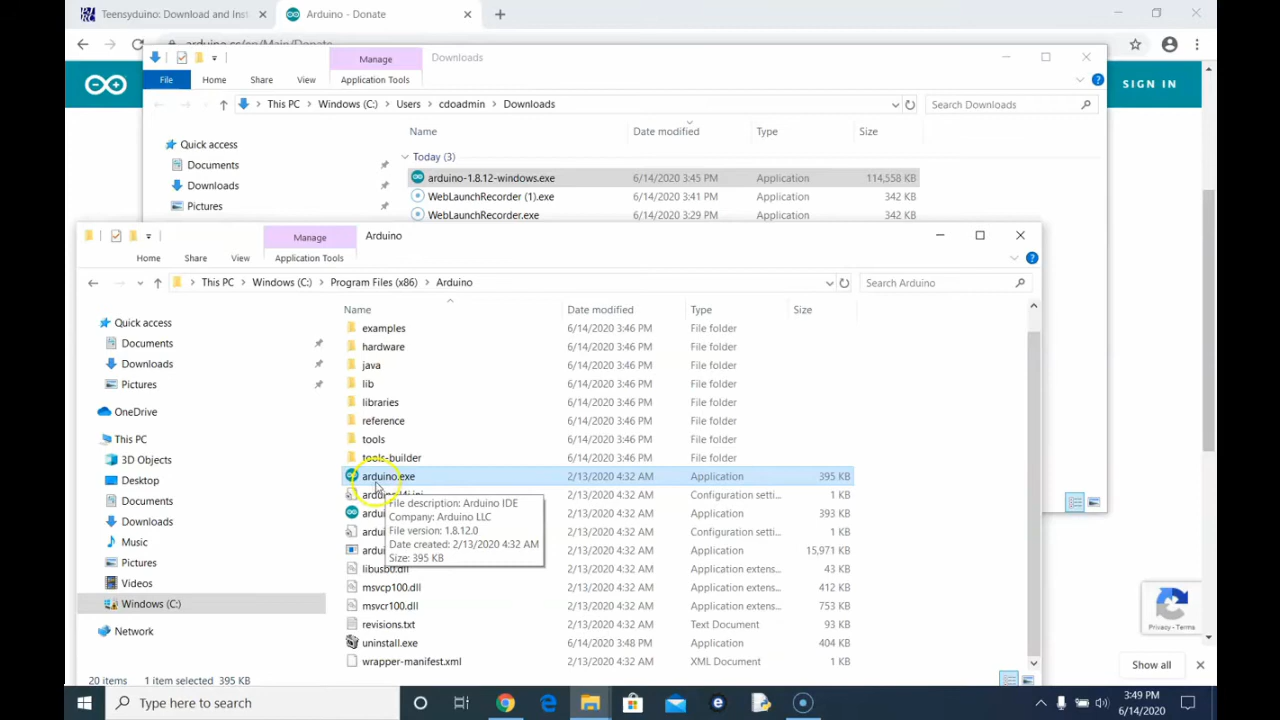 Teensyduino: Download and Inst
Arduino - Donate
Manage
Downloads
File
Home
Share
View
Application Tools
SIGN IN
This PC > Windows (C:) > Users > cdoadmin > Downloads
Search Downloads
Quick access
Documents
Downloads
Pictures
Name
Date modified
Type
Size
Today (3)
arduino-1.8.12-windows.exe 6/14/2020 3:45 PM Application 114,558 KB
WebLaunchRecorder (1).exe 6/14/2020 3:41 PM Application 342 KB
WebLaunchRecorder.exe 6/14/2020 3:29 PM Application 342 KB
Manage
Arduino
Home
Share
View
Application Tools
This PC > Windows (C:) > Program Files (x86) > Arduino
Search Arduino
Quick access
Documents
Downloads
Pictures
OneDrive
This PC
3D Objects
Desktop
Documents
Downloads
Music
Pictures
Videos
Windows (C:)
Network
Name Date modified Type Size
examples 6/14/2020 3:46 PM File folder
hardware 6/14/2020 3:46 PM File folder
java 6/14/2020 3:46 PM File folder
lib 6/14/2020 3:46 PM File folder
libraries 6/14/2020 3:46 PM File folder
reference 6/14/2020 3:46 PM File folder
tools 6/14/2020 3:46 PM File folder
tools-builder 6/14/2020 3:46 PM File folder
arduino.exe 2/13/2020 4:32 AM Application 395 KB
2/13/2020 4:32 AM Configuration setti... 1 KB
2/13/2020 4:32 AM Application 393 KB
2/13/2020 4:32 AM Configuration setti... 1 KB
2/13/2020 4:32 AM Application 15,971 KB
libusb0.dll 2/13/2020 4:32 AM Application extens... 43 KB
msvcp100.dll 2/13/2020 4:32 AM Application extens... 412 KB
msvcr100.dll 2/13/2020 4:32 AM Application extens... 753 KB
revisions.txt 2/13/2020 4:32 AM Text Document 93 KB
uninstall.exe 6/14/2020 3:48 PM Application 404 KB
wrapper-manifest.xml 2/13/2020 4:32 AM XML Document 1 KB
File description: Arduino IDE
Company: Arduino LLC
File version: 1.8.12.0
Date created: 2/13/2020 4:32 AM
Size: 395 KB
20 items 1 item selected 395 KB
Privacy - Terms
Show all
Type here to search
3:49 PM
6/14/2020